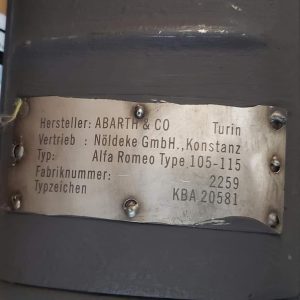 Hersteller: ABARTH & CO Turin
Vertrieb : Nöldeke GmbH.,Konstanz
Typ: Alfa Romeo Type 105-115
Fabriknummer: 2259
Typzeichen KBA 20581